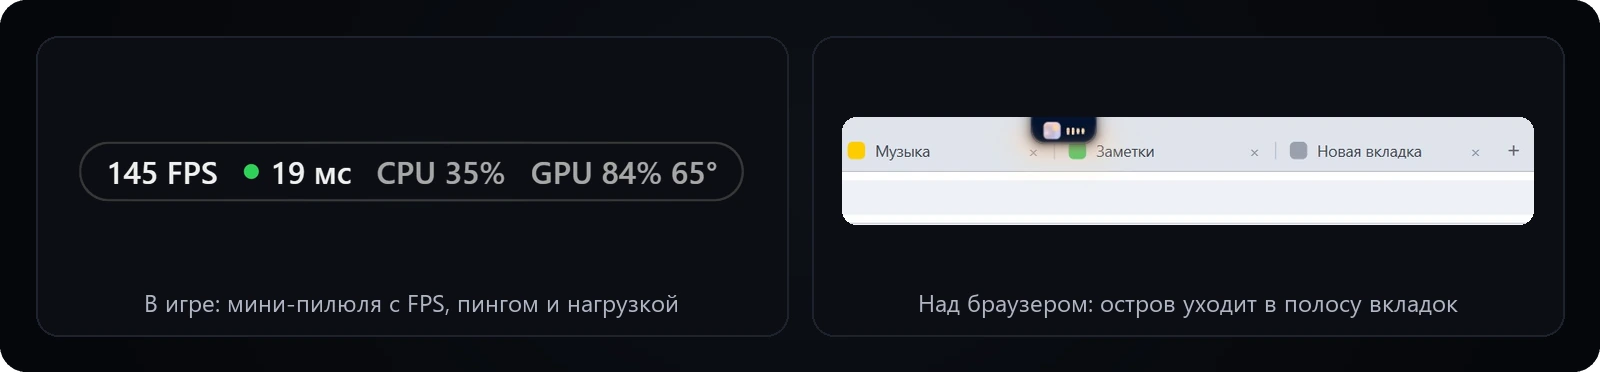 145 FPS 19 мс CPU 35% GPU 84% 65°
В игре: мини-пилюля с FPS, пингом и нагрузкой
Музыка × Заметки × Новая вкладка × +
Над браузером: остров уходит в полосу вкладок